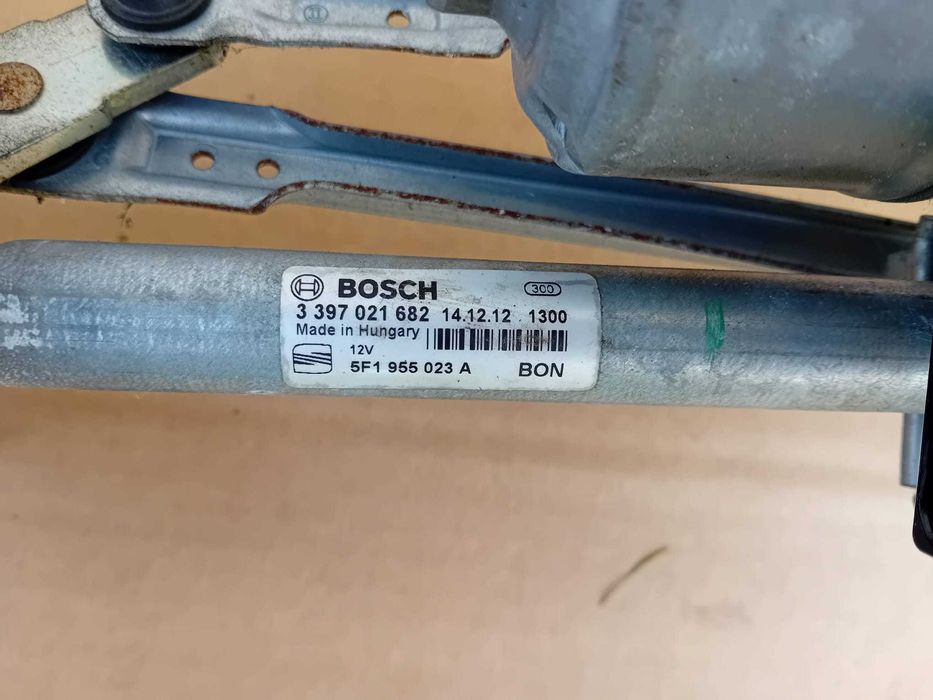 BOSCH 300
3 397 021 682 14.12.12 1300
Made in Hungary
12V
5F1 955 023 A BON